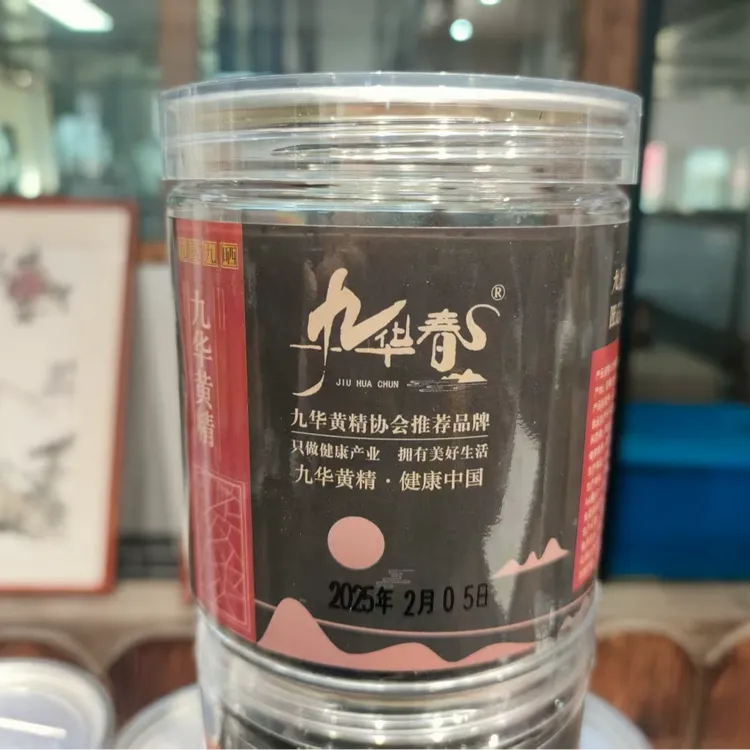 九晒
九华黄精
九华春
®
JIU HUA CHUN
九华黄精协会推荐品牌
只做健康产业 拥有美好生活
九华黄精·健康中国
2025年 2月 0 5日